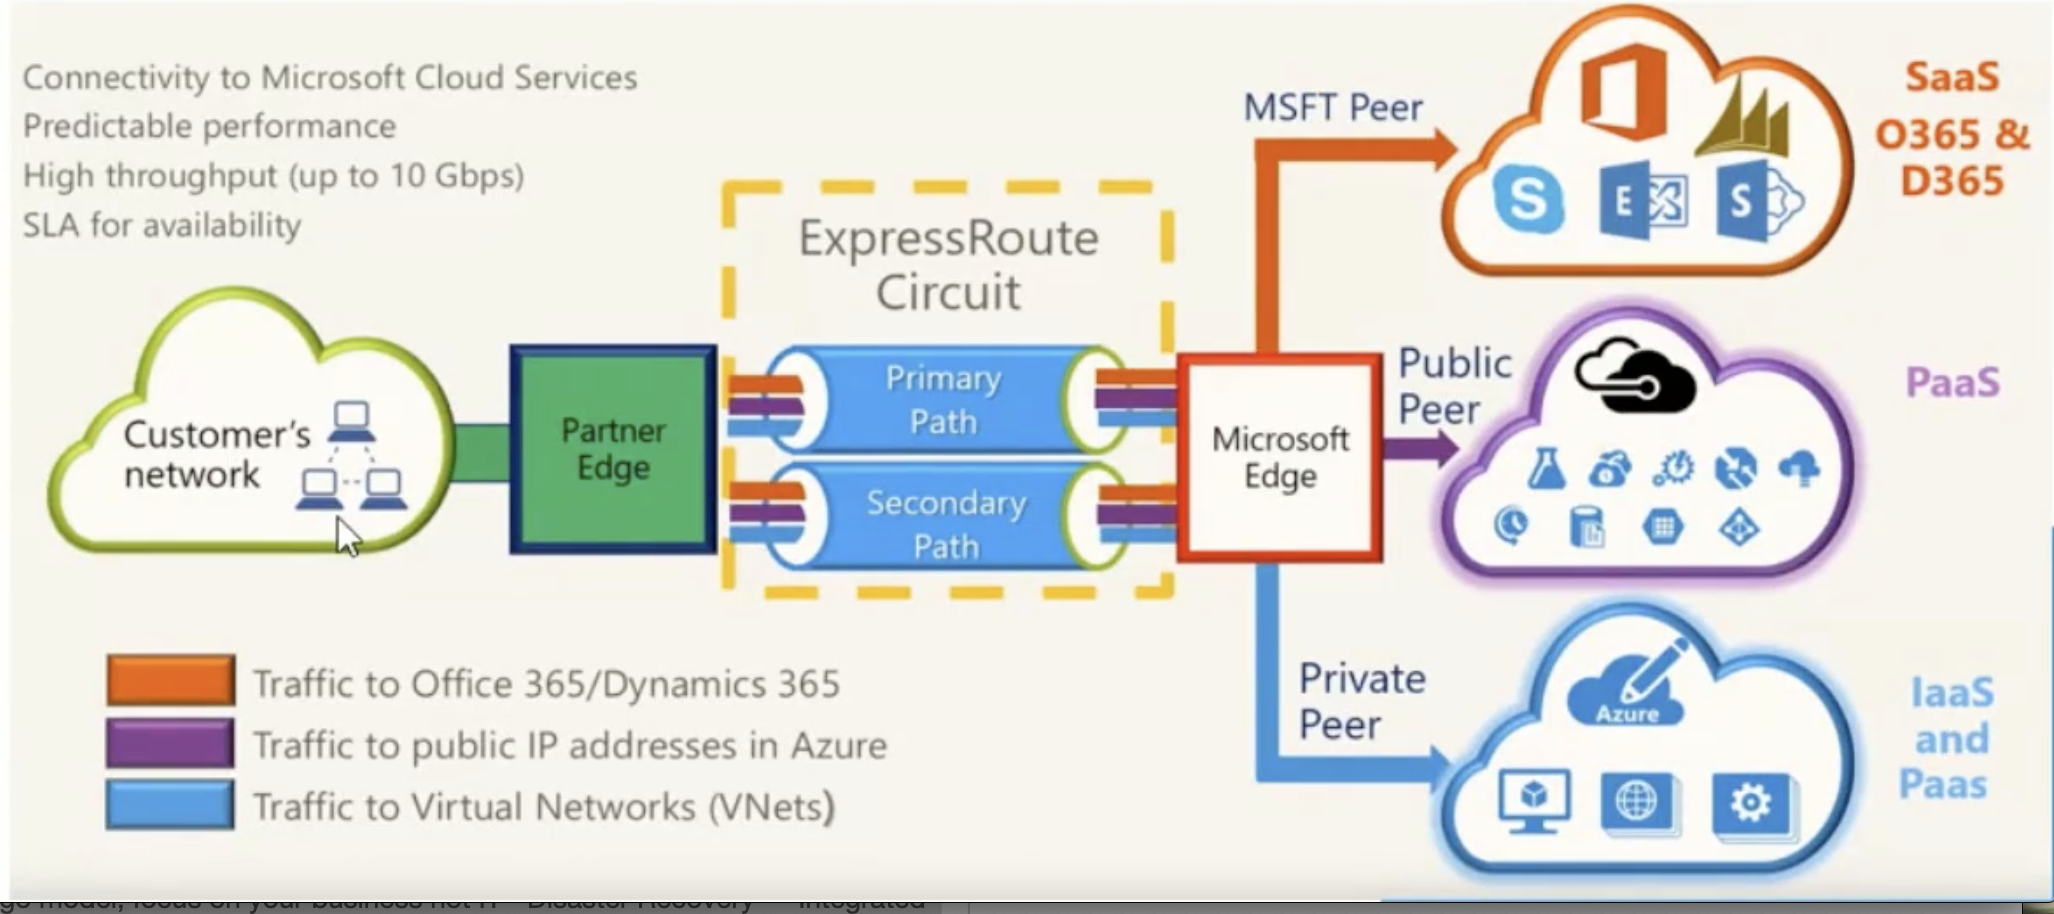 Connectivity to Microsoft Cloud Services
Predictable performance
High throughput (up to 10 Gbps)
SLA for availability
MSFT Peer
SaaS
O365 &
D365
E
S
S
ExpressRoute
Circuit
Customer's
network
Partner
Edge
Primary
Path
Secondary
Path
Microsoft
Edge
Public
Peer
PaaS
Private
Peer
Azure
IaaS
and
Paas
Traffic to Office 365/Dynamics 365
Traffic to public IP addresses in Azure
Traffic to Virtual Networks (VNets)